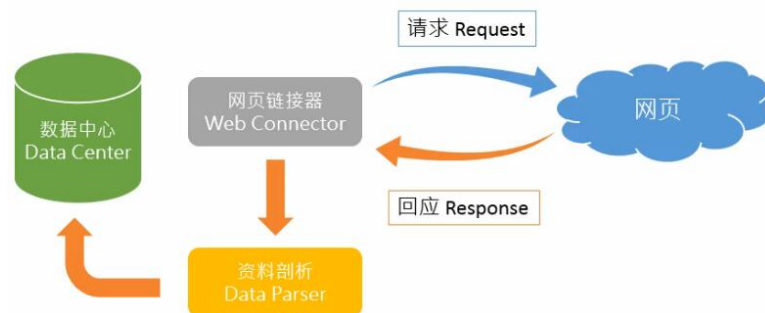 请求 Request
数据中心
Data Center
网页链接器
Web Connector
网页
回应 Response
资料剖析
Data Parser